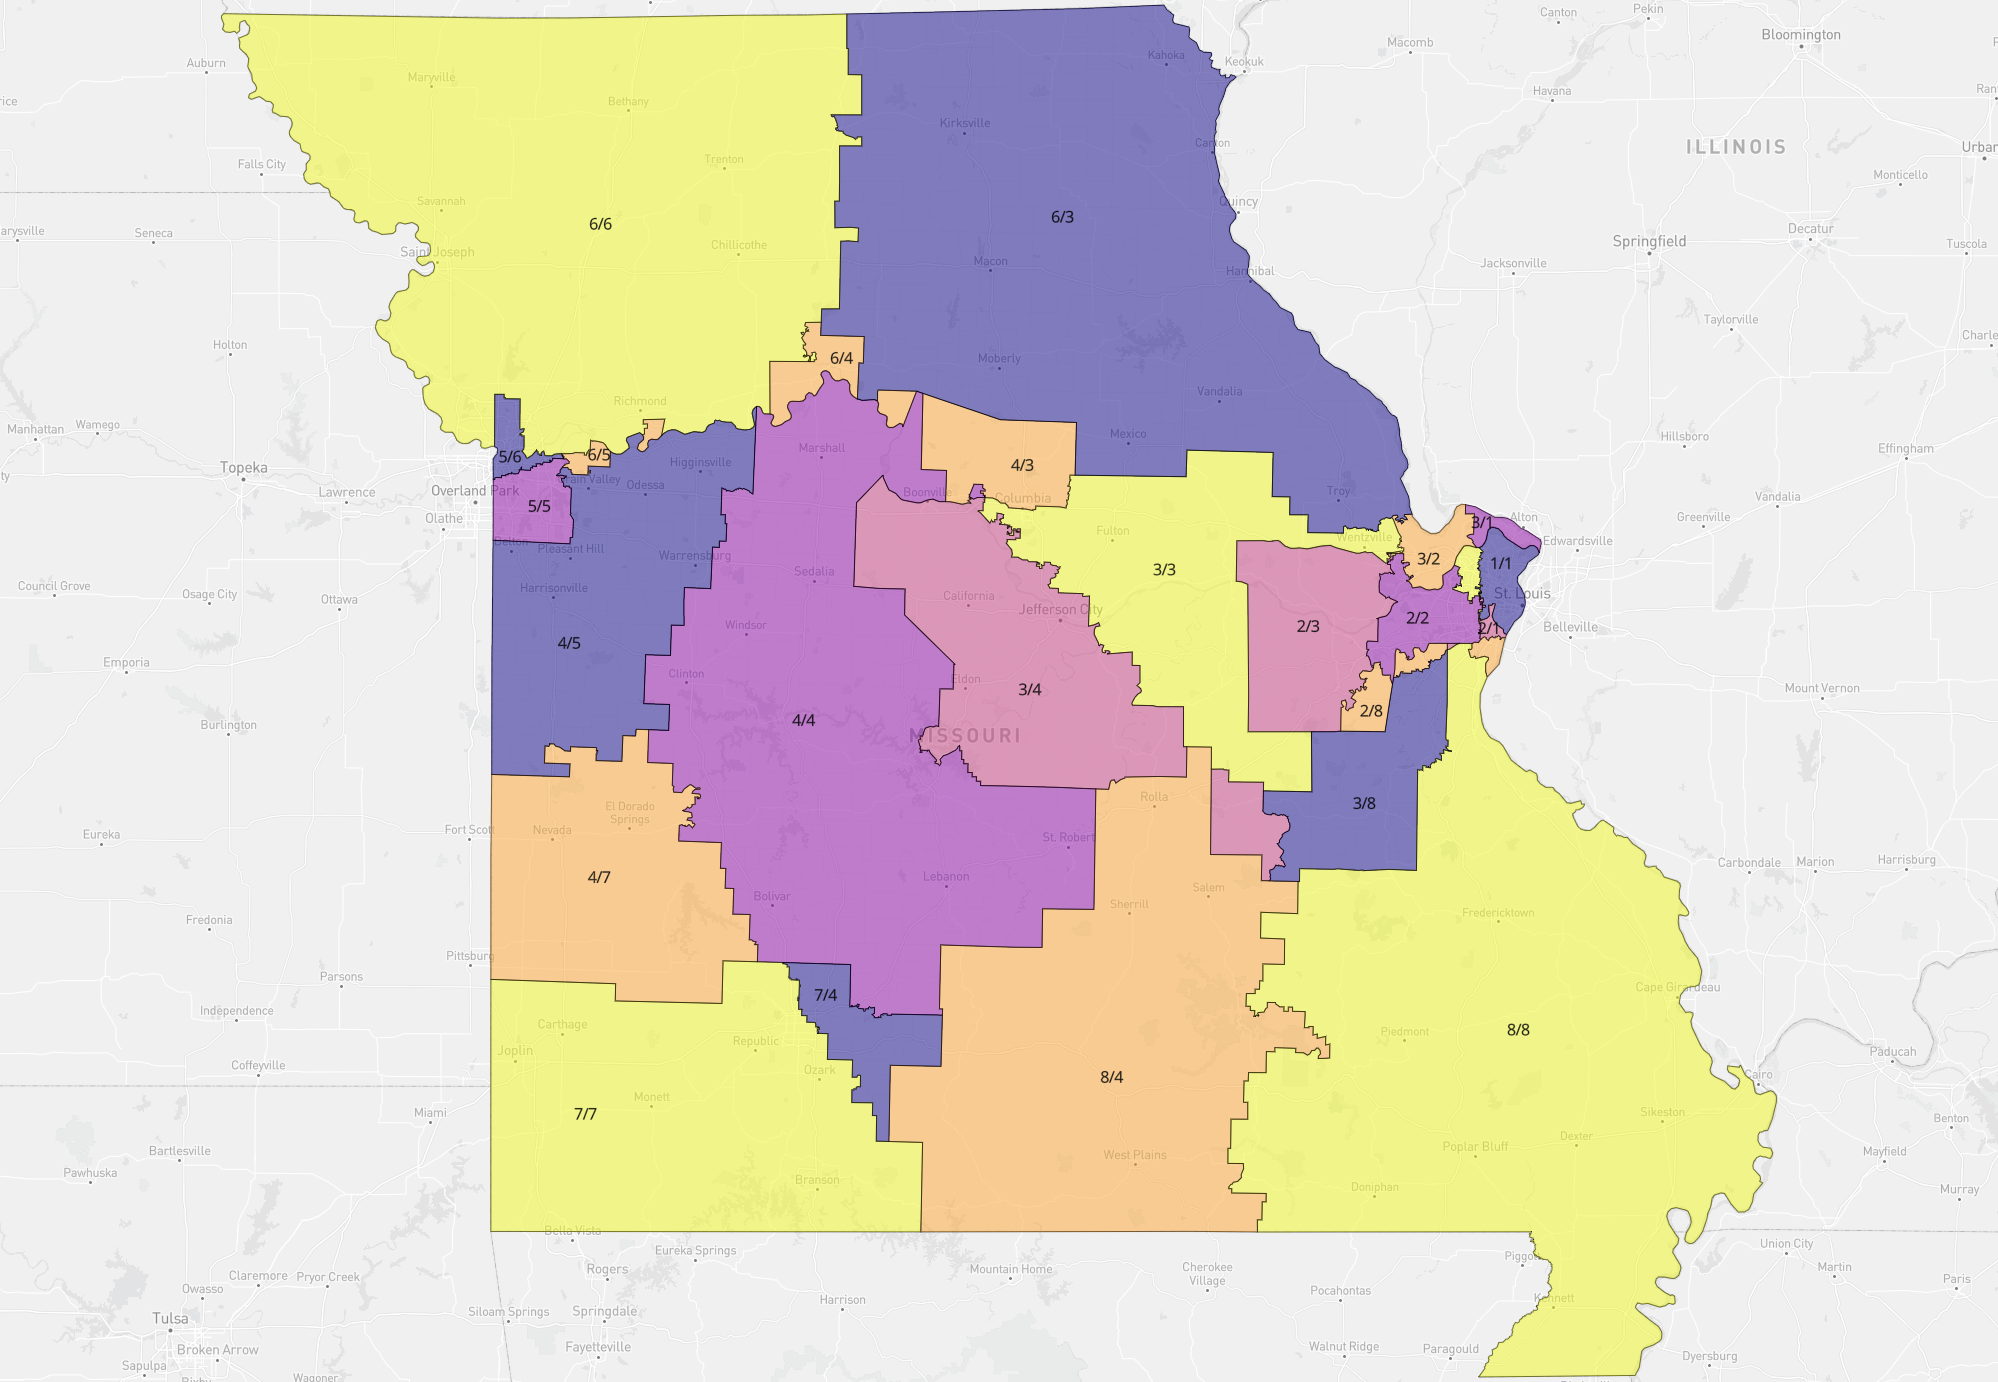 Canton
Pekin
Bloomington
Macomb
Kahoka
Keokuk
Auburn
Maryville
Havana
Bethany
Kirksville
Canton
ILLINOIS
Urban
Trenton
Falls City
Monticello
Savannah
Quincy
6/3
6/6
Decatur
arysville
Seneca
Springfield
Tuscola
Chillicothe
Saint Joseph
Macon
Jacksonville
Hannibal
Taylorville
Charle
Holton
6/4
Moberly
Vandalia
Richmond
Manhattan
Wamego
Mexico
Hillsboro
Effingham
Marshall
5/6
6/5
Higginsville
4/3
Topeka
Grain Valley
Odessa
Lawrence
Overland Park
Boonville
Columbia
Troy
Vandalia
5/5
Olathe
Alton
Greenville
3/1
Fulton
Wentzville
Edwardsville
Belton
Pleasant Hill
Warrensburg
3/2
1/1
Sedalia
3/3
Council Grove
Harrisonville
Osage City
Ottawa
California
Jefferson City
St. Louis
Windsor
2/3
2/2
2/1
Belleville
4/5
Emporia
Clinton
Eldon
3/4
Mount Vernon
2/8
4/4
Burlington
MISSOURI
Rolla
3/8
El Dorado
Springs
Eureka
Fort Scott
Nevada
St. Robert
Carbondale
Marion
Harrisburg
4/7
Lebanon
Salem
Bolivar
Sherrill
Fredericktown
Fredonia
Pittsburg
Parsons
Cape Girardeau
7/4
Independence
Carthage
8/8
Piedmont
Republic
Joplin
Paducah
Coffeyville
Ozark
Cairo
8/4
Monett
7/7
Miami
Sikeston
Benton
Dexter
Poplar Bluff
Bartlesville
West Plains
Mayfield
Pawhuska
Branson
Doniphan
Murray
Bella Vista
Eureka Springs
Union City
Piggott
Rogers
Mountain Home
Cherokee
Village
Martin
Claremore
Pryor Creek
Paris
Owasso
Pocahontas
Kennett
Harrison
Siloam Springs
Springdale
Tulsa
Fayetteville
Walnut Ridge
Paragould
Broken Arrow
Dyersburg
Sapulpa
Wagoner